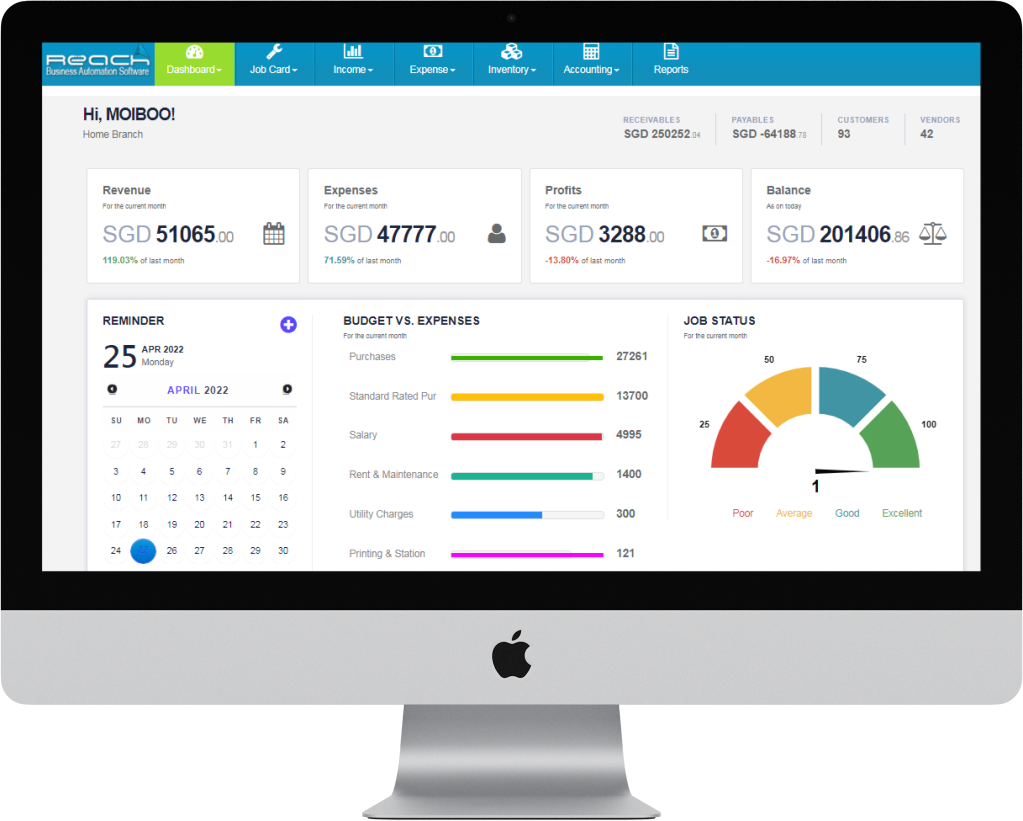 Reach
Business Automation Software
Dashboard
Job Card
Income
Expense
Inventory
Accounting
Reports
Hi, MOIBOO!
Home Branch
RECEIVABLES
SGD 250252.04
PAYABLES
SGD -64188.78
CUSTOMERS
93
VENDORS
42
Revenue
For the current month
SGD 51065.00
119.03% of last month
Expenses
For the current month
SGD 47777.00
71.59% of last month
Profits
For the current month
SGD 3288.00
-13.80% of last month
Balance
As on today
SGD 201406.86
-16.97% of last month
REMINDER
25 APR 2022
Monday
APRIL 2022
SU MO TU WE TH FR SA
27 28 29 30 31 1 2
3 4 5 6 7 8 9
10 11 12 13 14 15 16
17 18 19 20 21 22 23
24 25 26 27 28 29 30
BUDGET VS. EXPENSES
For the current month
Purchases 27261
Standard Rated Pur 13700
Salary 4995
Rent & Maintenance 1400
Utility Charges 300
Printing & Station 121
JOB STATUS
For the current month
50 75
25 100
1
Poor Average Good Excellent